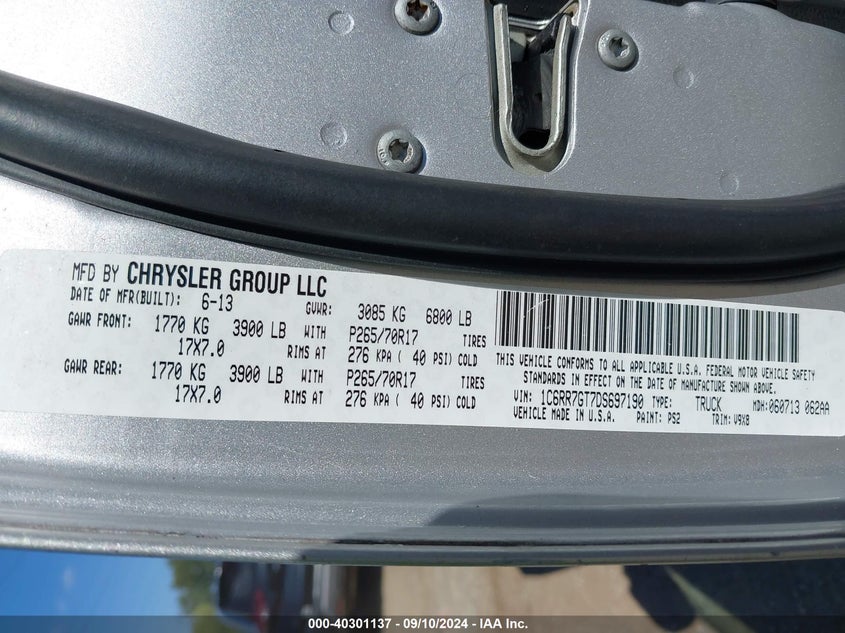 MFD BY CHRYSLER GROUP LLC
DATE OF MFR(BUILT): 6-13 GVWR: 3085 KG 6800 LB
GAWR FRONT: 1770 KG 3900 LB WITH P265/70R17 TIRES
17X7.0 RIMS AT 276 KPA ( 40 PSI) COLD
GAWR REAR: 1770 KG 3900 LB WITH P265/70R17 TIRES
17X7.0 RIMS AT 276 KPA ( 40 PSI) COLD
THIS VEHICLE CONFORMS TO ALL APPLICABLE U.S.A. FEDERAL MOTOR VEHICLE SAFETY
STANDARDS IN EFFECT ON THE DATE OF MANUFACTURE SHOWN ABOVE.
VIN: 1C6RR7GT7DS697190 TYPE: TRUCK MDH:060713 062AA
VEHICLE MADE IN U.S.A. PAINT: PS2 TRIM: V9X8
000-40301137 - 09/10/2024 - IAA Inc.